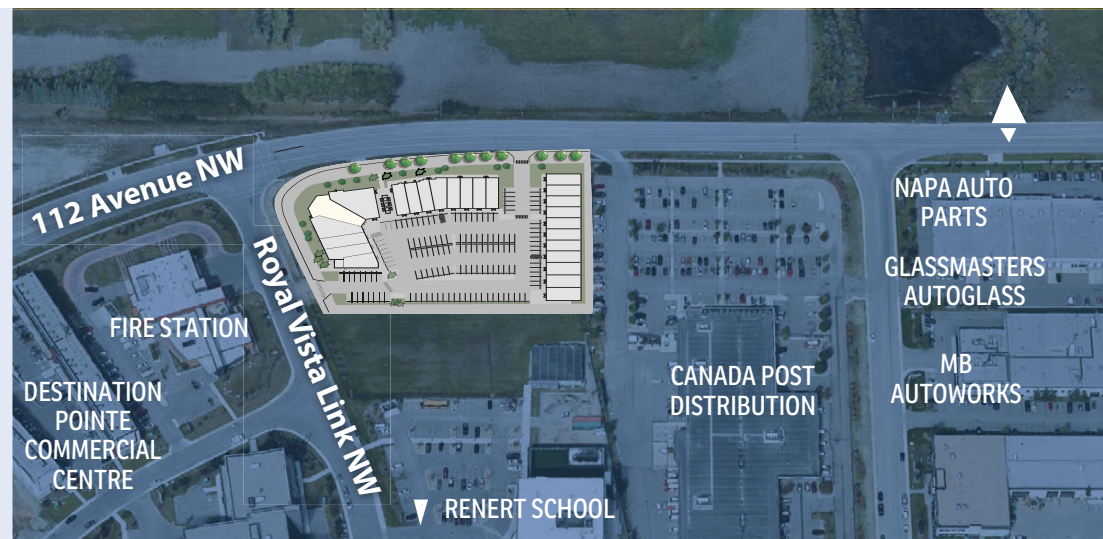 112 Avenue NW
Royal Vista Link NW
NAPA AUTO
PARTS
GLASSMASTERS
AUTOGLASS
FIRE STATION
MB
AUTOWORKS
CANADA POST
DISTRIBUTION
DESTINATION
POINTE
COMMERCIAL
CENTRE
RENERT SCHOOL